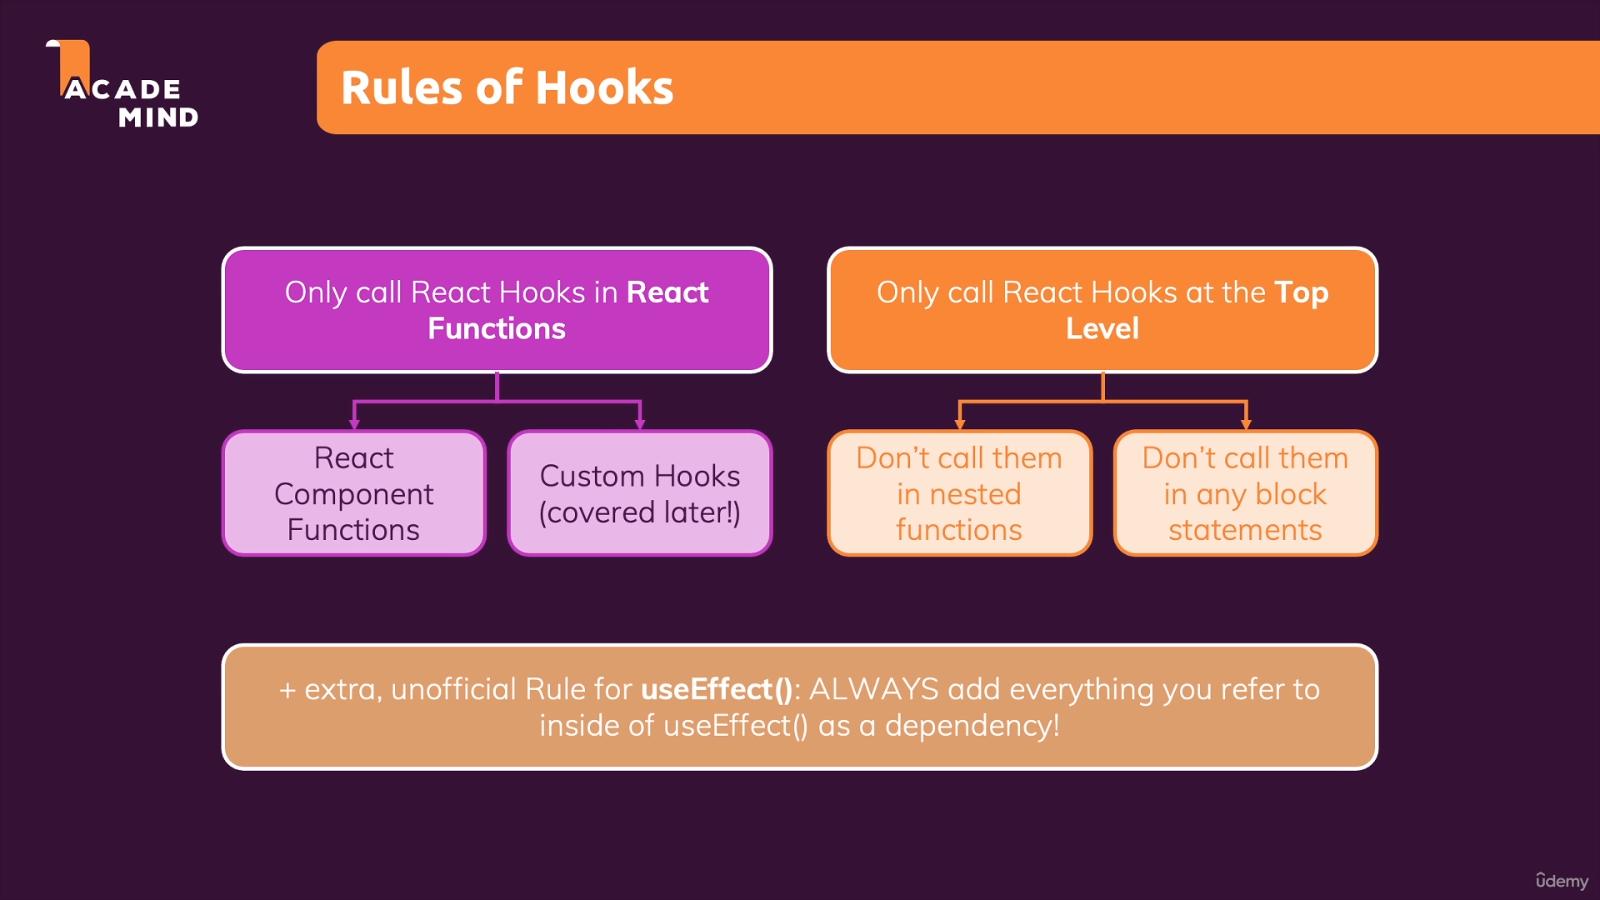 ACADE
MIND
Rules of Hooks
Only call React Hooks in React
Functions
Only call React Hooks at the Top
Level
React
Component
Functions
Custom Hooks
(covered later!)
Don’t call them
in nested
functions
Don’t call them
in any block
statements
+ extra, unofficial Rule for useEffect(): ALWAYS add everything you refer to
inside of useEffect() as a dependency!
udemy